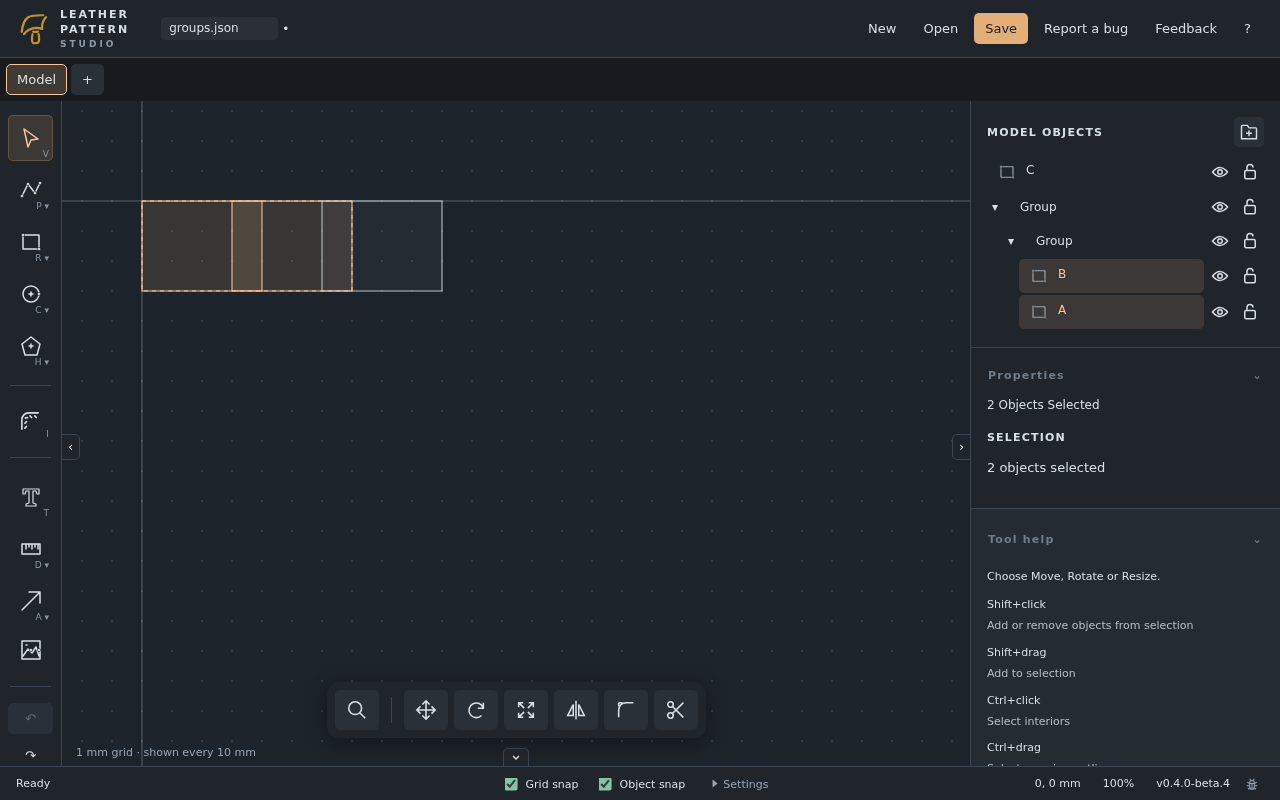 LEATHER
PATTERN
STUDIO
groups.json •
New Open Save Report a bug Feedback ?
Model +
V
P ▾
R ▾
C ▾
H ▾
I
T
D ▾
A ▾
MODEL OBJECTS
C
▾ Group
▾ Group
B
A
Properties
2 Objects Selected
SELECTION
2 objects selected
Tool help
Choose Move, Rotate or Resize.
Shift+click
Add or remove objects from selection
Shift+drag
Add to selection
Ctrl+click
Select interiors
Ctrl+drag
1 mm grid · shown every 10 mm
Ready Grid snap Object snap Settings 0, 0 mm 100% v0.4.0-beta.4